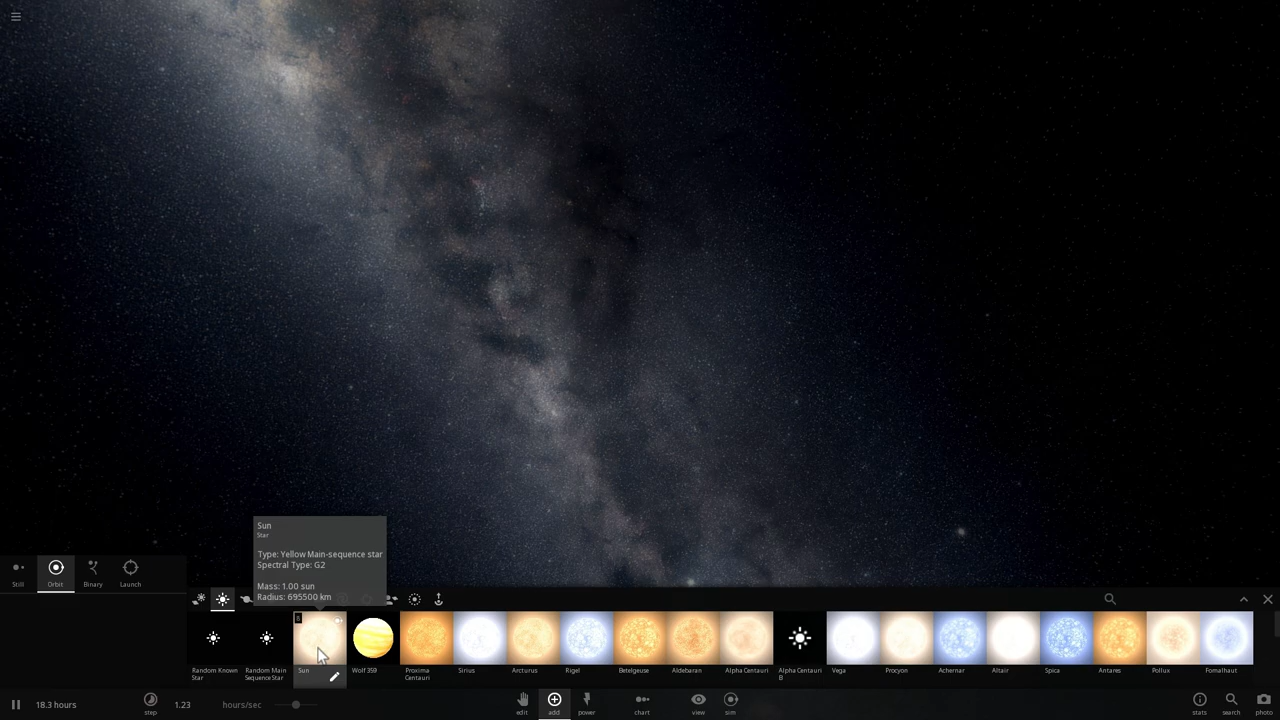 Sun
Star
Type: Yellow Main-sequence star
Spectral Type: G2
Mass: 1.00 sun
Radius: 695500 km
Still
Orbit
Binary
Launch
8
Random Known Star
Random Main Sequence Star
Sun
Wolf 359
Proxima Centauri
Sirius
Arcturus
Rigel
Betelgeuse
Aldebaran
Alpha Centauri
Alpha Centauri B
Vega
Procyon
Achernar
Altair
Spica
Antares
Pollux
Fomalhaut
18.3 hours
step
1.23
hours/sec
edit
add
power
chart
view
sim
stats
search
photo